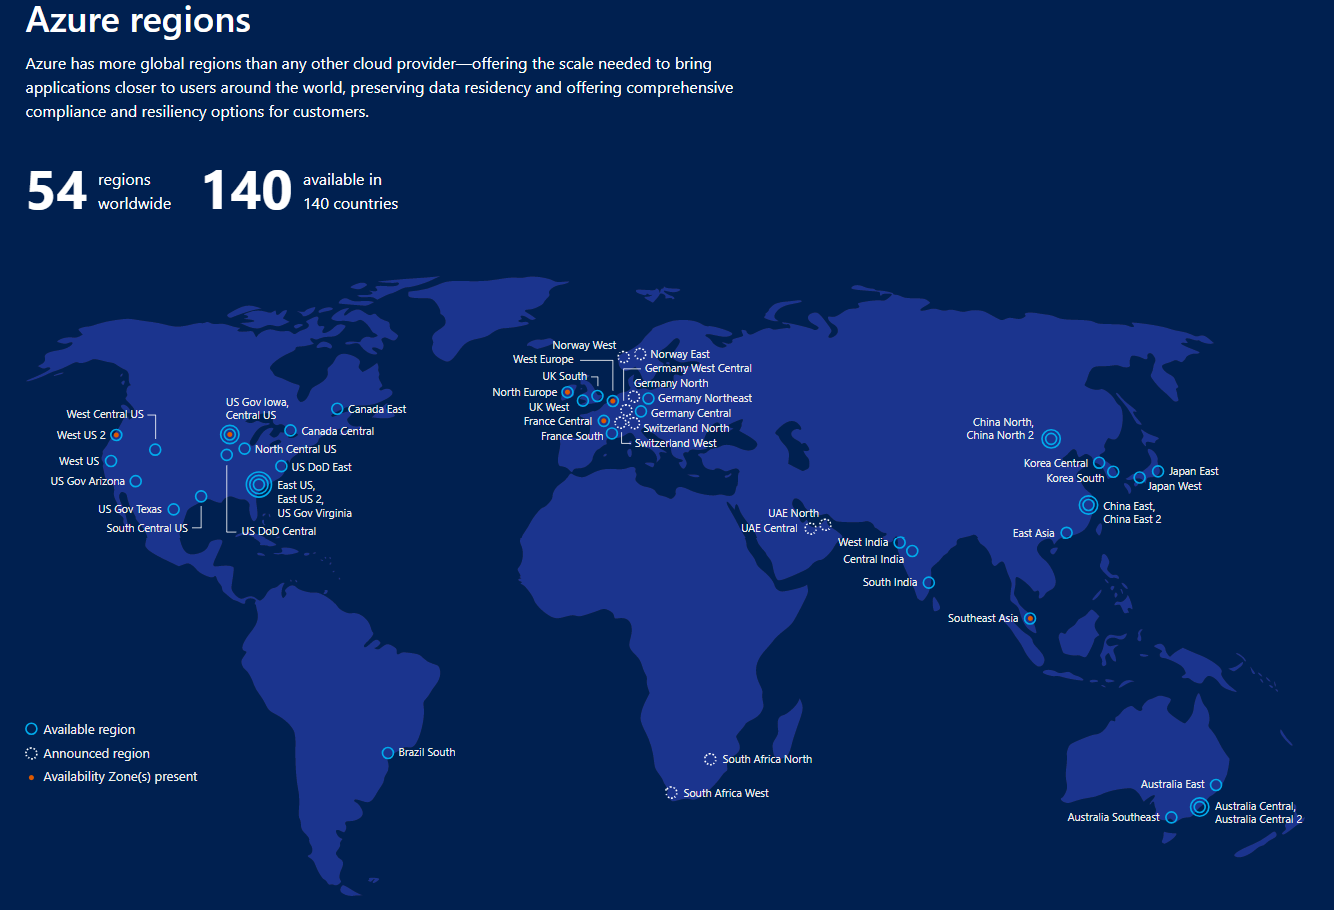 Azure regions
Azure has more global regions than any other cloud provider—offering the scale needed to bring
applications closer to users around the world, preserving data residency and offering comprehensive
compliance and resiliency options for customers.
54 regions
worldwide
140 available in
140 countries
Norway West
Norway East
West Europe
Germany West Central
UK South
Germany North
North Europe
Germany Northeast
UK West
Germany Central
France Central
Switzerland North
France South
Switzerland West
US Gov Iowa,
Central US
Canada East
West Central US
Canada Central
West US 2
North Central US
West US
US DoD East
US Gov Arizona
East US,
East US 2,
US Gov Virginia
US Gov Texas
South Central US
US DoD Central
China North,
China North 2
Korea Central
Korea South
Japan East
Japan West
China East,
China East 2
East Asia
UAE North
UAE Central
West India
Central India
South India
Southeast Asia
Available region
Announced region
Availability Zone(s) present
Brazil South
South Africa North
South Africa West
Australia East
Australia Central,
Australia Central 2
Australia Southeast